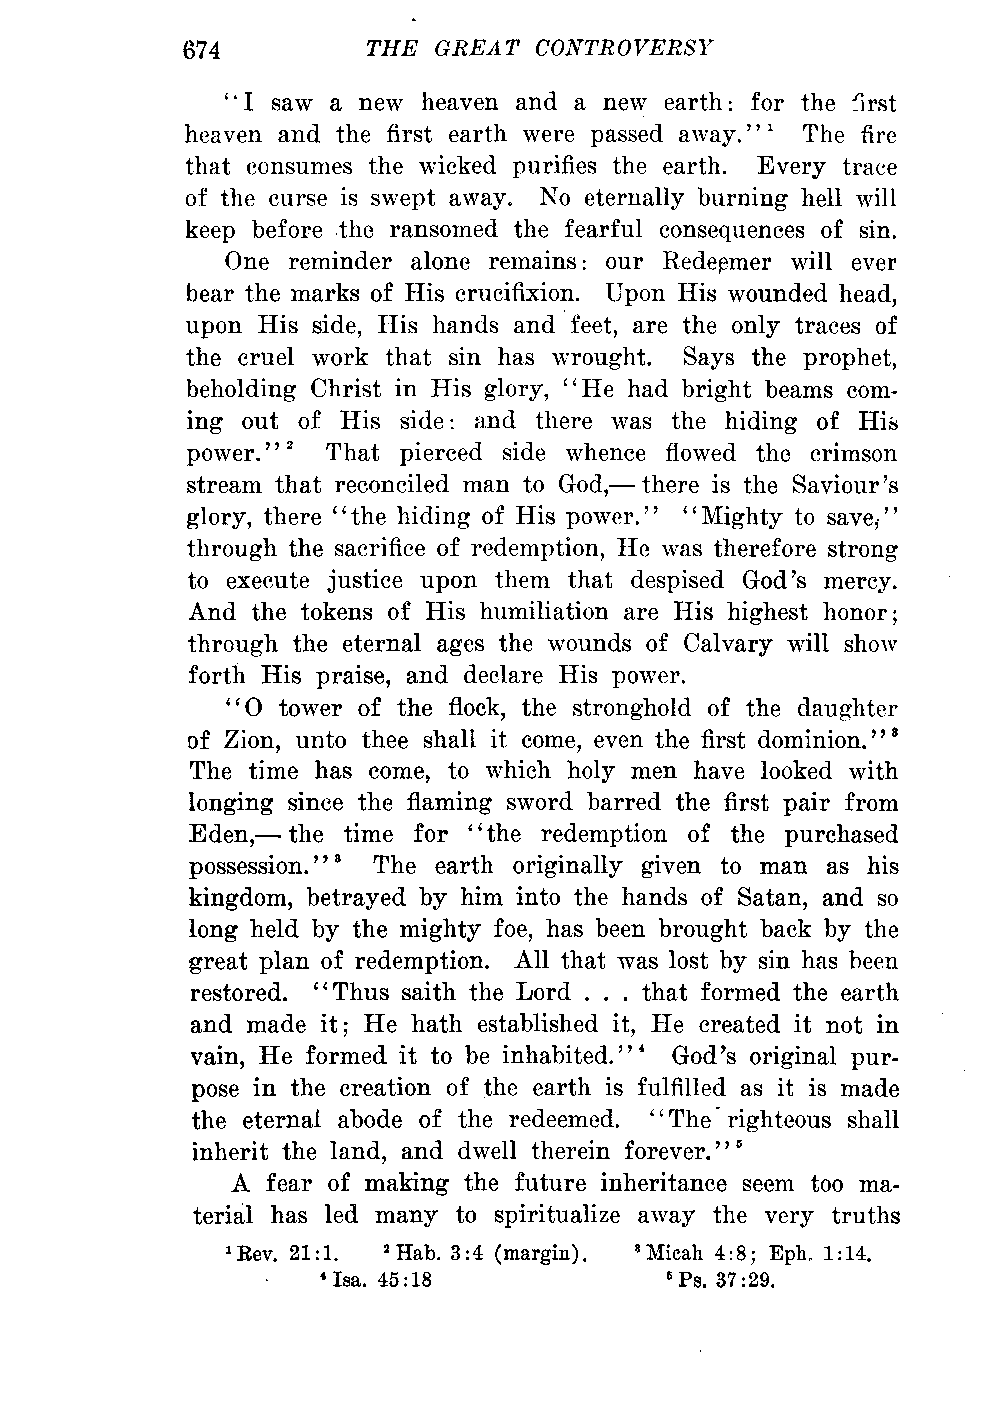 674 THE GREAT CONTROVERSY
"I saw a new heaven and a new earth: for the first
heaven and the first earth were passed away."¹ The fire
that consumes the wicked purifies the earth. Every trace
of the curse is swept away. No eternally burning hell will
keep before the ransomed the fearful consequences of sin.
One reminder alone remains: our Redeemer will ever
bear the marks of His crucifixion. Upon His wounded head,
upon His side, His hands and feet, are the only traces of
the cruel work that sin has wrought. Says the prophet,
beholding Christ in His glory, "He had bright beams com-
ing out of His side: and there was the hiding of His
power."² That pierced side whence flowed the crimson
stream that reconciled man to God,— there is the Saviour's
glory, there "the hiding of His power." "Mighty to save,"
through the sacrifice of redemption, He was therefore strong
to execute justice upon them that despised God's mercy.
And the tokens of His humiliation are His highest honor;
through the eternal ages the wounds of Calvary will show
forth His praise, and declare His power.
"O tower of the flock, the stronghold of the daughter
of Zion, unto thee shall it come, even the first dominion."³
The time has come, to which holy men have looked with
longing since the flaming sword barred the first pair from
Eden,— the time for "the redemption of the purchased
possession."³ The earth originally given to man as his
kingdom, betrayed by him into the hands of Satan, and so
long held by the mighty foe, has been brought back by the
great plan of redemption. All that was lost by sin has been
restored. "Thus saith the Lord . . . that formed the earth
and made it; He hath established it, He created it not in
vain, He formed it to be inhabited."⁴ God's original pur-
pose in the creation of the earth is fulfilled as it is made
the eternal abode of the redeemed. "The righteous shall
inherit the land, and dwell therein forever."⁵
A fear of making the future inheritance seem too ma-
terial has led many to spiritualize away the very truths
¹Rev. 21:1. ²Hab. 3:4 (margin). ³Micah 4:8; Eph. 1:14.
⁴Isa. 45:18 ⁵Ps. 37:29.